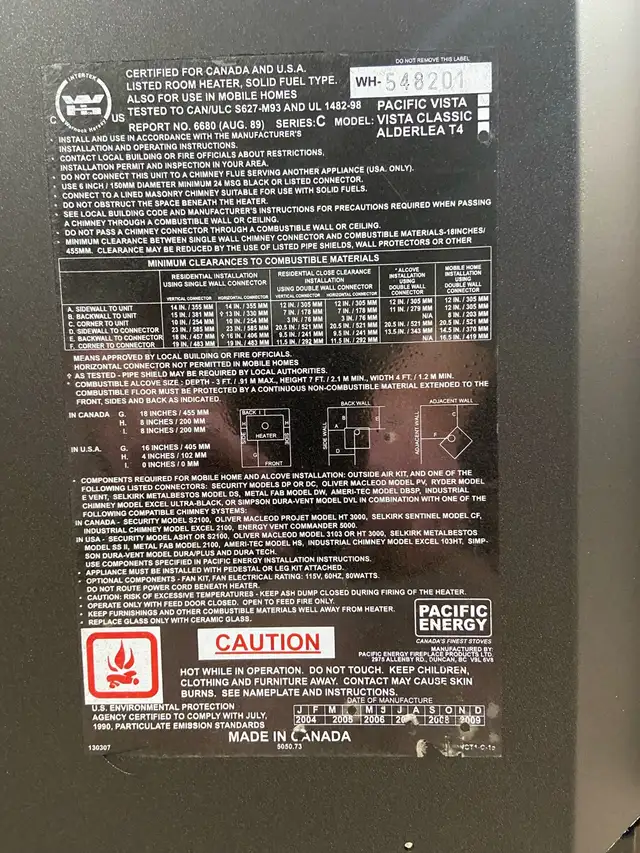 DO NOT REMOVE THIS LABEL
INTERTEK
WH
Warnock Hersey
C US
CERTIFIED FOR CANADA AND U.S.A.
LISTED ROOM HEATER, SOLID FUEL TYPE.
ALSO FOR USE IN MOBILE HOMES
TESTED TO CAN/ULC S627-M93 AND UL 1482-98
REPORT NO. 6680 (AUG. 89) SERIES: C MODEL:
WH-548201
PACIFIC VISTA
VISTA CLASSIC
ALDERLEA T4
INSTALL AND USE IN ACCORDANCE WITH THE MANUFACTURER'S
INSTALLATION AND OPERATING INSTRUCTIONS.
• CONTACT LOCAL BUILDING OR FIRE OFFICIALS ABOUT RESTRICTIONS,
INSTALLATION PERMIT AND INSPECTION IN YOUR AREA.
• DO NOT CONNECT THIS UNIT TO A CHIMNEY FLUE SERVING ANOTHER APPLIANCE (USA. ONLY).
• USE 6 INCH / 150MM DIAMETER MINIMUM 24 MSG BLACK OR LISTED CONNECTOR.
• CONNECT TO A LINED MASONRY CHIMNEY SUITABLE FOR USE WITH SOLID FUELS.
• DO NOT OBSTRUCT THE SPACE BENEATH THE HEATER.
• SEE LOCAL BUILDING CODE AND MANUFACTURER'S INSTRUCTIONS FOR PRECAUTIONS REQUIRED WHEN PASSING
A CHIMNEY THROUGH A COMBUSTIBLE WALL OR CEILING.
• DO NOT PASS A CHIMNEY CONNECTOR THROUGH A COMBUSTIBLE WALL OR CEILING.
• MINIMUM CLEARANCE BETWEEN SINGLE WALL CHIMNEY CONNECTOR AND COMBUSTIBLE MATERIALS-18INCHES/
455MM. CLEARANCE MAY BE REDUCED BY THE USE OF LISTED PIPE SHIELDS, WALL PROTECTORS OR OTHER
MINIMUM CLEARANCES TO COMBUSTIBLE MATERIALS
RESIDENTIAL INSTALLATION USING SINGLE WALL CONNECTOR
RESIDENTIAL CLOSE CLEARANCE INSTALLATION USING DOUBLE WALL CONNECTOR
* ALCOVE INSTALLATION USING DOUBLE WALL CONNECTOR
MOBILE HOME INSTALLATION USING DOUBLE WALL CONNECTOR
VERTICAL CONNECTOR HORIZONTAL CONNECTOR VERTICAL CONNECTOR HORIZONTAL CONNECTOR
A. SIDEWALL TO UNIT 14 IN. / 355 MM 14 IN. / 355 MM 12 IN. / 305 MM 12 IN. / 305 MM 12 IN. / 305 MM 12 IN. / 305 MM
B. BACKWALL TO UNIT 15 IN. / 381 MM † 13 IN. / 330 MM 7 IN. / 178 MM 7 IN. / 178 MM 11 IN. / 279 MM 12 IN. / 305 MM
C. CORNER TO UNIT 10 IN. / 254 MM 10 IN. / 254 MM 3 IN. / 76 MM 3 IN. / 76 MM N/A 8 IN. / 203 MM
D. SIDEWALL TO CONNECTOR 23 IN. / 585 MM 23 IN. / 585 MM 20.5 IN. / 521 MM 20.5 IN. / 521 MM 20.5 IN. / 521 MM 20.5 IN. / 521 MM
E. BACKWALL TO CONNECTOR 18 IN. / 457 MM † 16 IN. / 406 MM 9.5 IN. / 241 MM 9.5 IN. / 241 MM 13.5 IN. / 343 MM 14.5 IN. / 370 MM
F. CORNER TO CONNECTOR 19 IN. / 483 MM 19 IN. / 483 MM 11.5 IN. / 292 MM 11.5 IN. / 292 MM N/A 16.5 IN. / 419 MM
MEANS APPROVED BY LOCAL BUILDING OR FIRE OFFICIALS.
HORIZONTAL CONNECTOR NOT PERMITTED IN MOBILE HOMES
† AS TESTED - PIPE SHIELD MAY BE REQUIRED BY LOCAL AUTHORITIES.
* COMBUSTIBLE ALCOVE SIZE : DEPTH - 3 FT. / .91 M MAX., HEIGHT 7 FT. / 2.1 M MIN, WIDTH 4 FT. / 1.2 M MIN.
COMBUSTIBLE FLOOR MUST BE PROTECTED BY A CONTINUOUS NON-COMBUSTIBLE MATERIAL EXTENDED TO THE
FRONT, SIDES AND BACK AS INDICATED.
IN CANADA G. 18 INCHES / 455 MM
H. 8 INCHES / 200 MM
I. 8 INCHES / 200 MM
IN U.S.A. G. 16 INCHES / 405 MM
H. 4 INCHES / 102 MM
I. 0 INCHES / 0 MM
BACK I
SIDE
HEATER
SIDE
G
FRONT
BACK WALL
SIDE WALL
B
A
D
E
ADJACENT WALL
ADJACENT WALL
C
F
• COMPONENTS REQUIRED FOR MOBILE HOME AND ALCOVE INSTALLATION: OUTSIDE AIR KIT, AND ONE OF THE
FOLLOWING LISTED CONNECTORS: SECURITY MODELS DP OR DC, OLIVER MACLEOD MODEL PV, RYDER MODEL
E VENT, SELKIRK METALBESTOS MODEL DS, METAL FAB MODEL DW, AMERI-TEC MODEL DBSP, INDUSTRIAL
CHIMNEY MODEL EXCEL ULTRA-BLACK, OR SIMPSON DURA-VENT MODEL DVL IN COMBINATION WITH ONE OF THE
FOLLOWING COMPATIBLE CHIMNEY SYSTEMS:
IN CANADA - SECURITY MODEL S2100, OLIVER MACLEOD PROJET MODEL HT 3000, SELKIRK SENTINEL MODEL CF,
INDUSTRIAL CHIMNEY MODEL EXCEL 2100, ENERGY VENT COMMANDER 5000.
IN USA - SECURITY MODEL ASHT OR S2100, OLIVER MACLEOD MODEL 3103 OR HT 3000, SELKIRK METALBESTOS
MODEL SS II, METAL FAB MODEL 2100, AMERI-TEC MODEL HS, INDUSTRIAL CHIMNEY MODEL EXCEL 103HT, SIMP-
SON DURA-VENT MODEL DURA/PLUS AND DURA TECH.
USE COMPONENTS SPECIFIED IN PACIFIC ENERGY INSTALLATION INSTRUCTIONS.
• APPLIANCE MUST BE INSTALLED WITH PEDESTAL OR LEG KIT ATTACHED.
• OPTIONAL COMPONENTS - FAN KIT, FAN ELECTRICAL RATING: 115V, 60HZ, 80WATTS.
DO NOT ROUTE POWER CORD BENEATH HEATER.
• CAUTION: RISK OF EXCESSIVE TEMPERATURES - KEEP ASH DUMP CLOSED DURING FIRING OF THE HEATER.
• OPERATE ONLY WITH FEED DOOR CLOSED. OPEN TO FEED FIRE ONLY.
• KEEP FURNISHINGS AND OTHER COMBUSTIBLE MATERIALS WELL AWAY FROM HEATER.
• REPLACE GLASS ONLY WITH CERAMIC GLASS.
PACIFIC ENERGY
CANADA'S FINEST STOVES
MANUFACTURED BY:
PACIFIC ENERGY FIREPLACE PRODUCTS LTD.
2975 ALLENBY RD., DUNCAN, BC V9L 6V8
CAUTION
HOT WHILE IN OPERATION. DO NOT TOUCH. KEEP CHILDREN,
CLOTHING AND FURNITURE AWAY. CONTACT MAY CAUSE SKIN
BURNS. SEE NAMEPLATE AND INSTRUCTIONS.
U.S. ENVIRONMENTAL PROTECTION
AGENCY CERTIFIED TO COMPLY WITH JULY,
1990, PARTICULATE EMISSION STANDARDS
DATE OF MANUFACTURE
J F M M J J A S O N D
2004 2005 2006 2008 2009
MADE IN CANADA
130307
5050.73